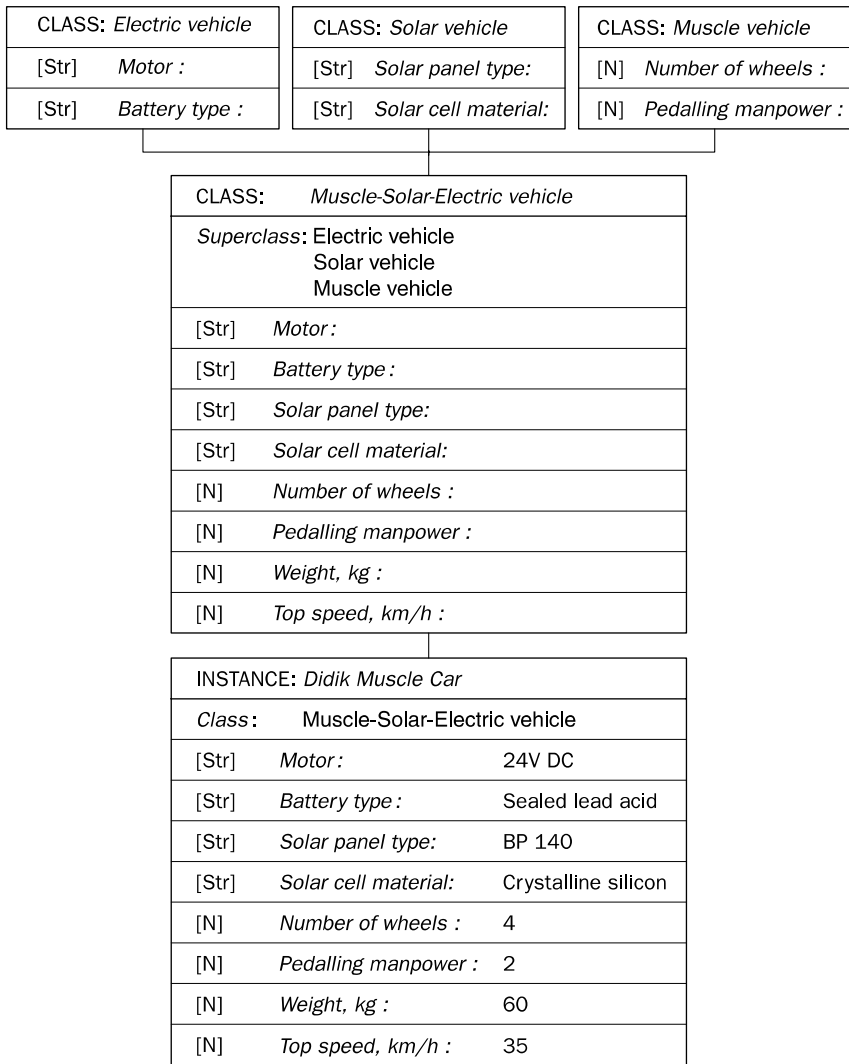 CLASS: Electric vehicle
[Str] Motor :
[Str] Battery type :
CLASS: Solar vehicle
[Str] Solar panel type:
[Str] Solar cell material:
CLASS: Muscle vehicle
[N] Number of wheels :
[N] Pedalling manpower :
CLASS: Muscle-Solar-Electric vehicle
Superclass: Electric vehicle
Solar vehicle
Muscle vehicle
[Str] Motor :
[Str] Battery type :
[Str] Solar panel type:
[Str] Solar cell material:
[N] Number of wheels :
[N] Pedalling manpower :
[N] Weight, kg :
[N] Top speed, km/h :
INSTANCE: Didik Muscle Car
Class : Muscle-Solar-Electric vehicle
[Str] Motor : 24V DC
[Str] Battery type : Sealed lead acid
[Str] Solar panel type: BP 140
[Str] Solar cell material: Crystalline silicon
[N] Number of wheels : 4
[N] Pedalling manpower : 2
[N] Weight, kg : 60
[N] Top speed, km/h : 35